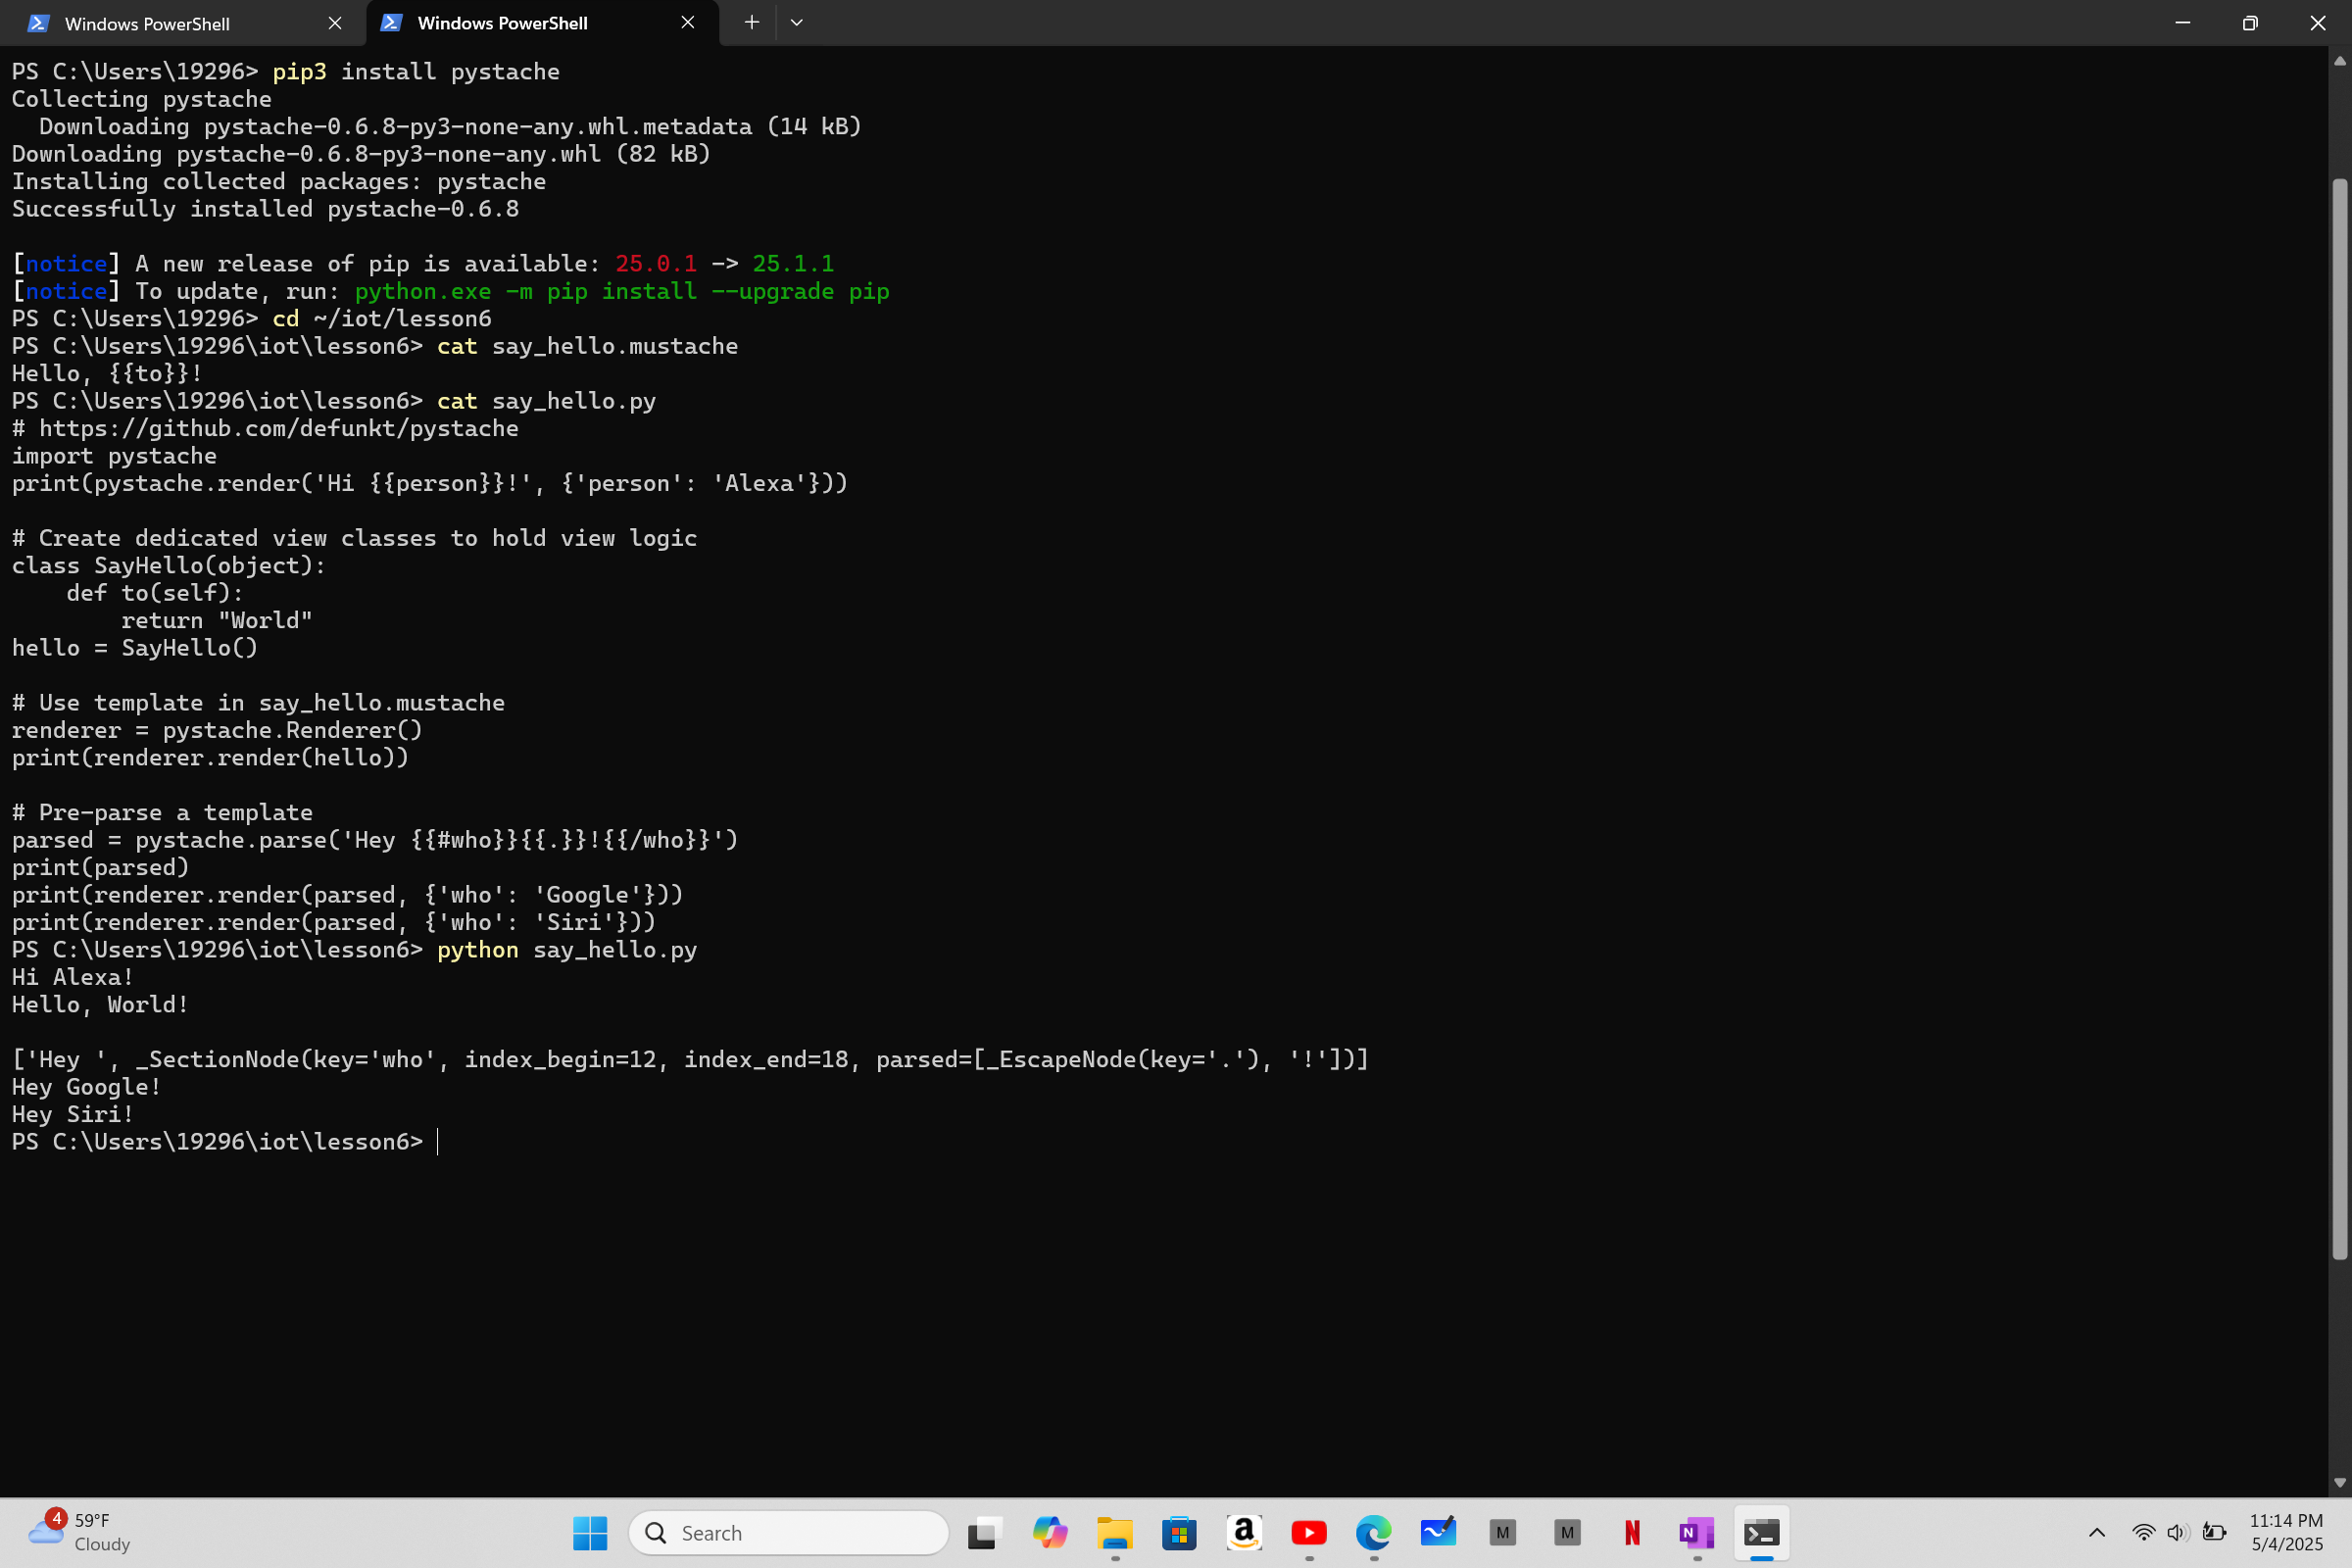 Windows PowerShell
Windows PowerShell
PS C:\Users\19296> pip3 install pystache
Collecting pystache
  Downloading pystache-0.6.8-py3-none-any.whl.metadata (14 kB)
Downloading pystache-0.6.8-py3-none-any.whl (82 kB)
Installing collected packages: pystache
Successfully installed pystache-0.6.8

[notice] A new release of pip is available: 25.0.1 -> 25.1.1
[notice] To update, run: python.exe -m pip install --upgrade pip
PS C:\Users\19296> cd ~/iot/lesson6
PS C:\Users\19296\iot\lesson6> cat say_hello.mustache
Hello, {{to}}!
PS C:\Users\19296\iot\lesson6> cat say_hello.py
# https://github.com/defunkt/pystache
import pystache
print(pystache.render('Hi {{person}}!', {'person': 'Alexa'}))

# Create dedicated view classes to hold view logic
class SayHello(object):
    def to(self):
        return "World"
hello = SayHello()

# Use template in say_hello.mustache
renderer = pystache.Renderer()
print(renderer.render(hello))

# Pre-parse a template
parsed = pystache.parse('Hey {{#who}}{{.}}!{{/who}}')
print(parsed)
print(renderer.render(parsed, {'who': 'Google'}))
print(renderer.render(parsed, {'who': 'Siri'}))
PS C:\Users\19296\iot\lesson6> python say_hello.py
Hi Alexa!
Hello, World!

['Hey ', _SectionNode(key='who', index_begin=12, index_end=18, parsed=[_EscapeNode(key='.'), '!'])]
Hey Google!
Hey Siri!
PS C:\Users\19296\iot\lesson6>
4
59°F
Cloudy
Search
a
M
M
N
N
11:14 PM
5/4/2025